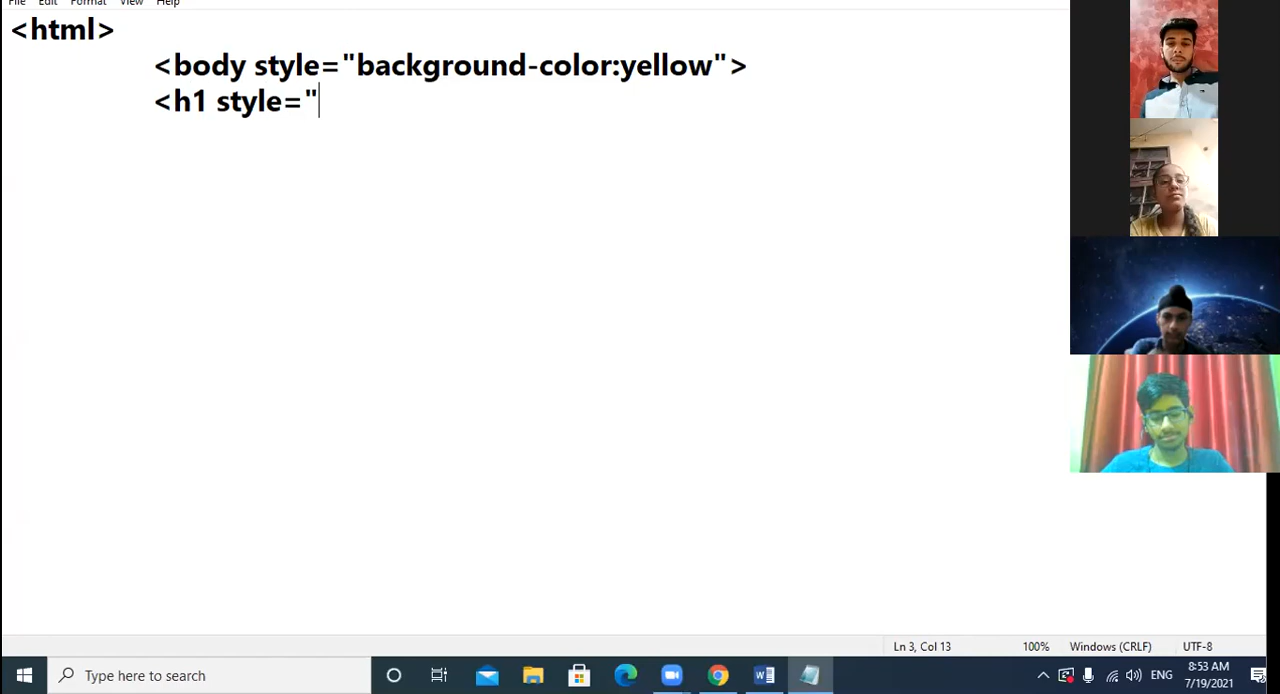 File Edit Format View Help
<html>
<body style="background-color:yellow">
<h1 style="
Ln 3, Col 13 100% Windows (CRLF) UTF-8
Type here to search
ENG
8:53 AM
7/19/2021